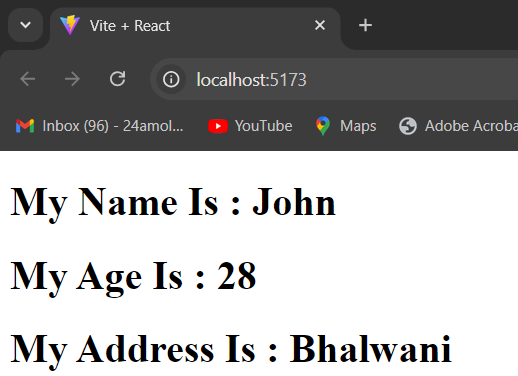 Vite + React
localhost:5173
Inbox (96) - 24amol... YouTube Maps Adobe Acroba
My Name Is : John
My Age Is : 28
My Address Is : Bhalwani